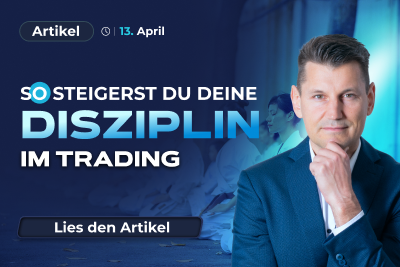 Artikel
13. April
SO STEIGERST DU DEINE
DISZIPLIN
IM TRADING
Lies den Artikel